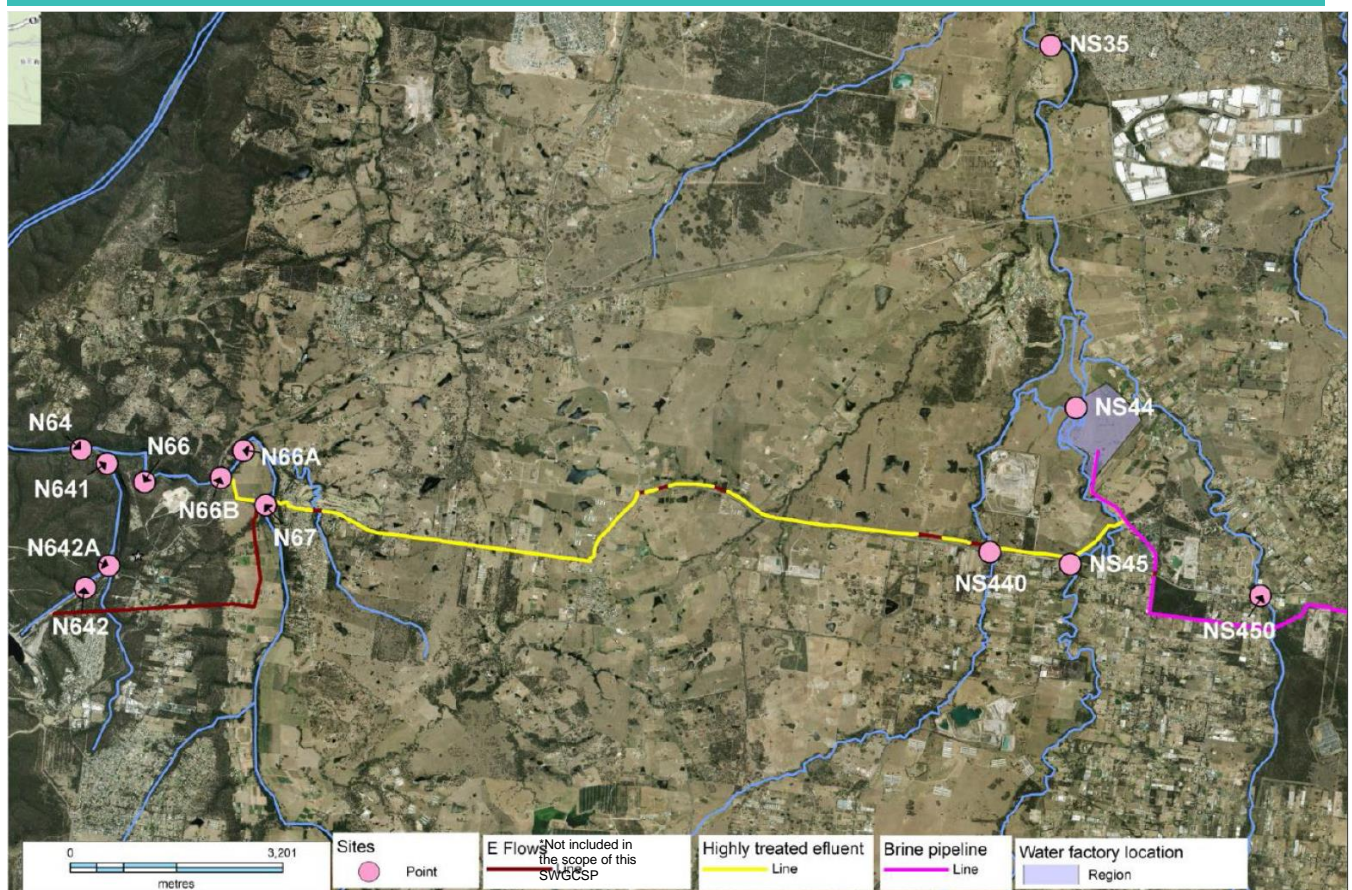 NS35
NS44
N64
N66
N66A
N641
N66B
N67
N642A
NS45
NS440
N642
NS450
0 3,201
metres
Sites
Point
E Flows
Line
*Not included in
the scope of this
SWGCSP
Highly treated efluent
Line
Brine pipeline
Line
Water factory location
Region